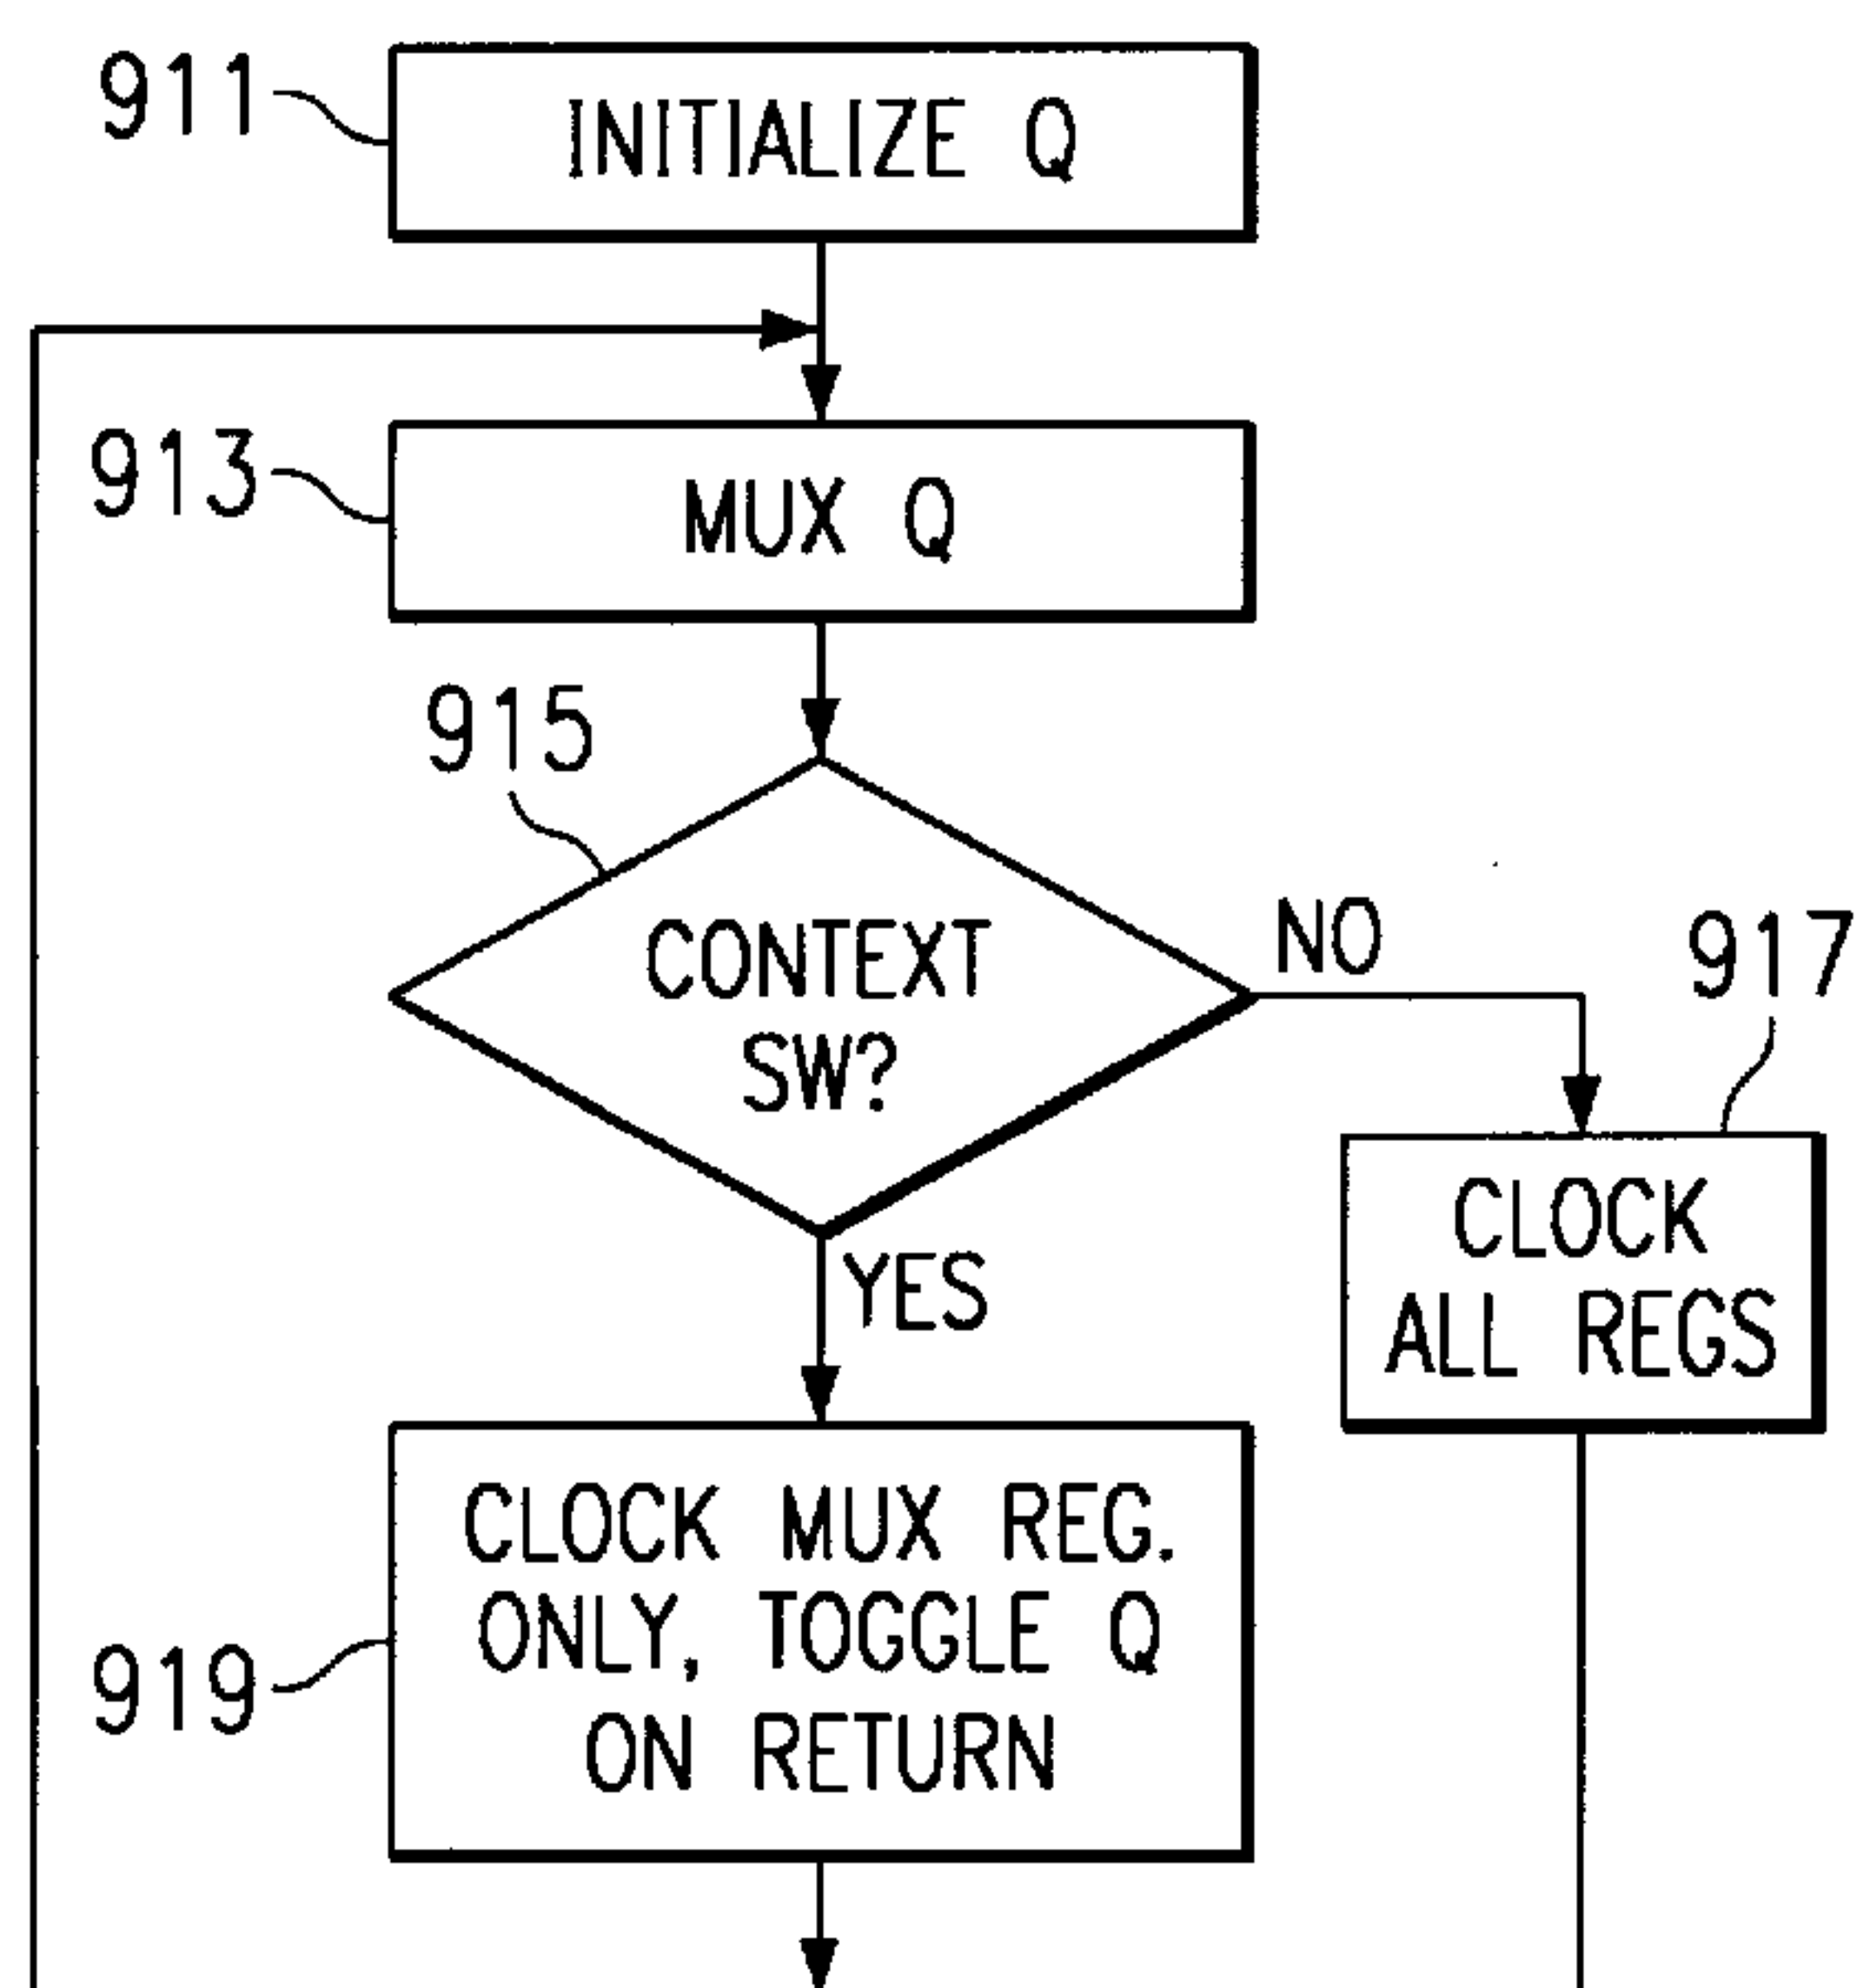 911
INITIALIZE Q
913
MUX Q
915
CONTEXT
SW?
NO
917
YES
CLOCK
ALL REGS
CLOCK MUX REG.
ONLY, TOGGLE Q
ON RETURN
919